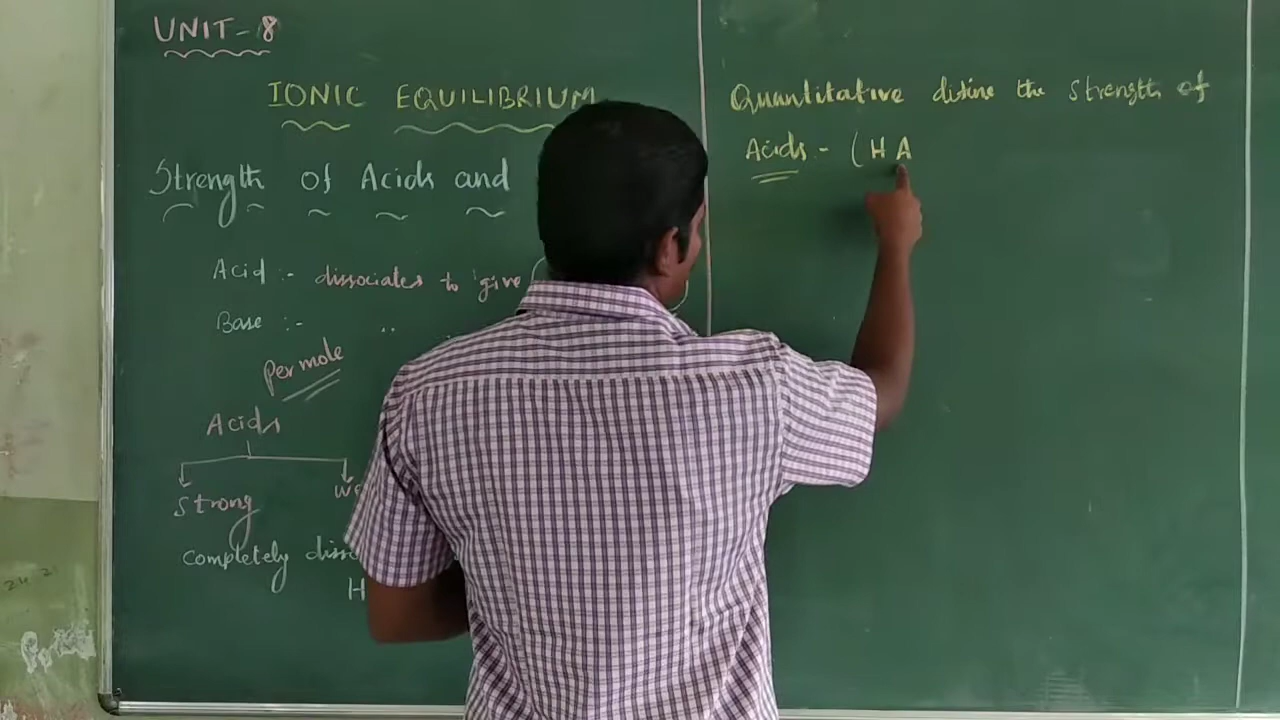 UNIT-8
IONIC EQUILIBRIUM
Strength of Acids and
Acid :- dissociates to give
Base :- ,,
Per mole
Acids
Strong
Completely
H
Quantitative define the strength of
Acids - (HA